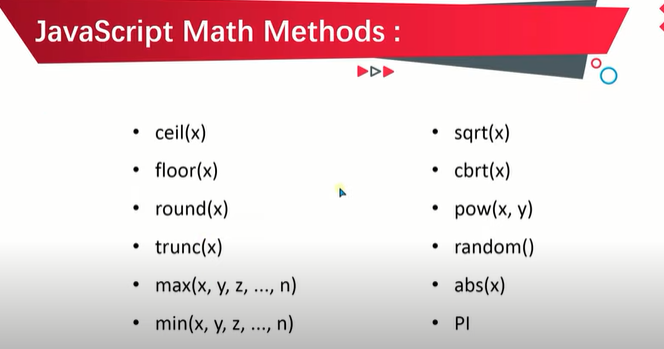 JavaScript Math Methods :
• ceil(x)
• floor(x)
• round(x)
• trunc(x)
• max(x, y, z, ..., n)
• min(x, y, z, ..., n)
• sqrt(x)
• cbrt(x)
• pow(x, y)
• random()
• abs(x)
• PI